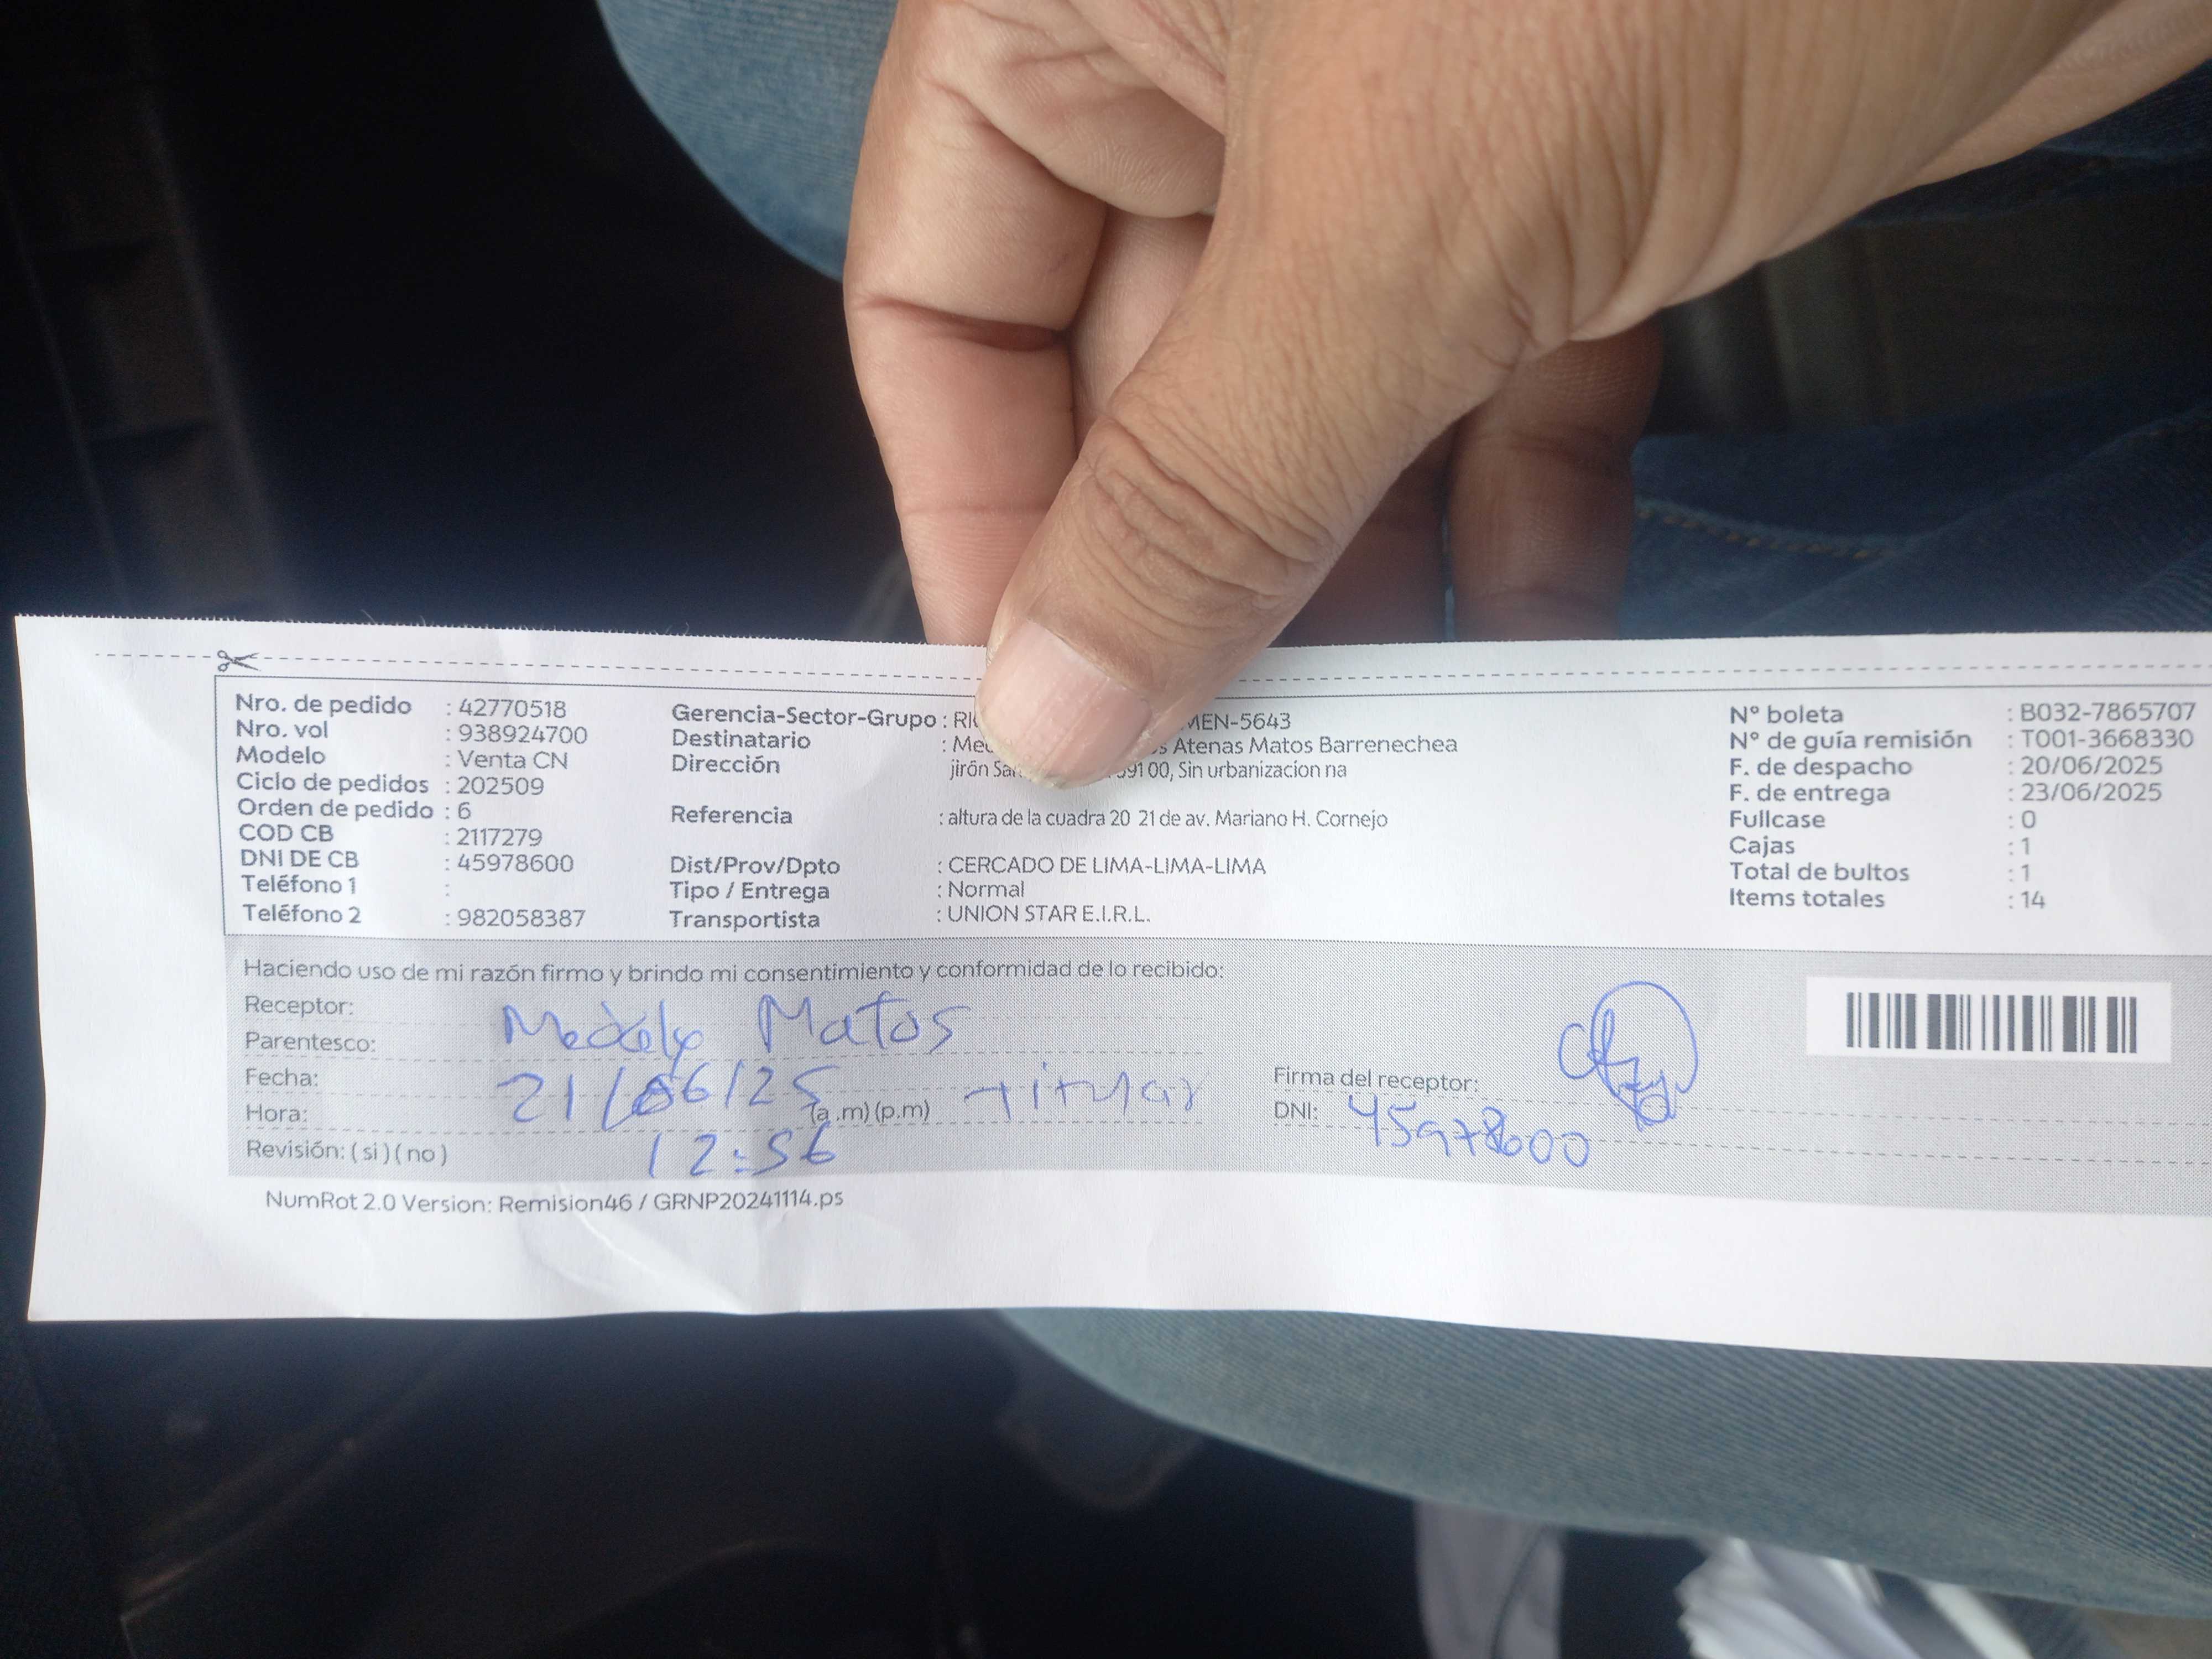 Nro. de pedido : 42770518
Nro. vol : 938924700
Modelo : Venta CN
Ciclo de pedidos : 202509
Orden de pedido : 6
COD CB : 2117279
DNI DE CB : 45978600
Teléfono 1 :
Teléfono 2 : 982058387
Gerencia-Sector-Grupo : MEN-5643
Destinatario : Atenas Matos Barrenechea
Dirección jirón 00, Sin urbanizacion na
Referencia : altura de la cuadra 20 21 de av. Mariano H. Cornejo
Dist/Prov/Dpto : CERCADO DE LIMA-LIMA-LIMA
Tipo / Entrega : Normal
Transportista : UNION STAR E.I.R.L.
N° boleta : B032-7865707
N° de guía remisión : T001-3668330
F. de despacho : 20/06/2025
F. de entrega : 23/06/2025
Fullcase : 0
Cajas : 1
Total de bultos : 1
Items totales : 14
Haciendo uso de mi razón firmo y brindo mi consentimiento y conformidad de lo recibido:
Receptor: Matos
Parentesco:
Fecha: 21/06/25 titular
Hora: (a.m) (p.m)
12:56
Revisión: ( si ) ( no )
Firma del receptor:
DNI: 45978600
NumRot 2.0 Version: Remision46 / GRNP20241114.ps